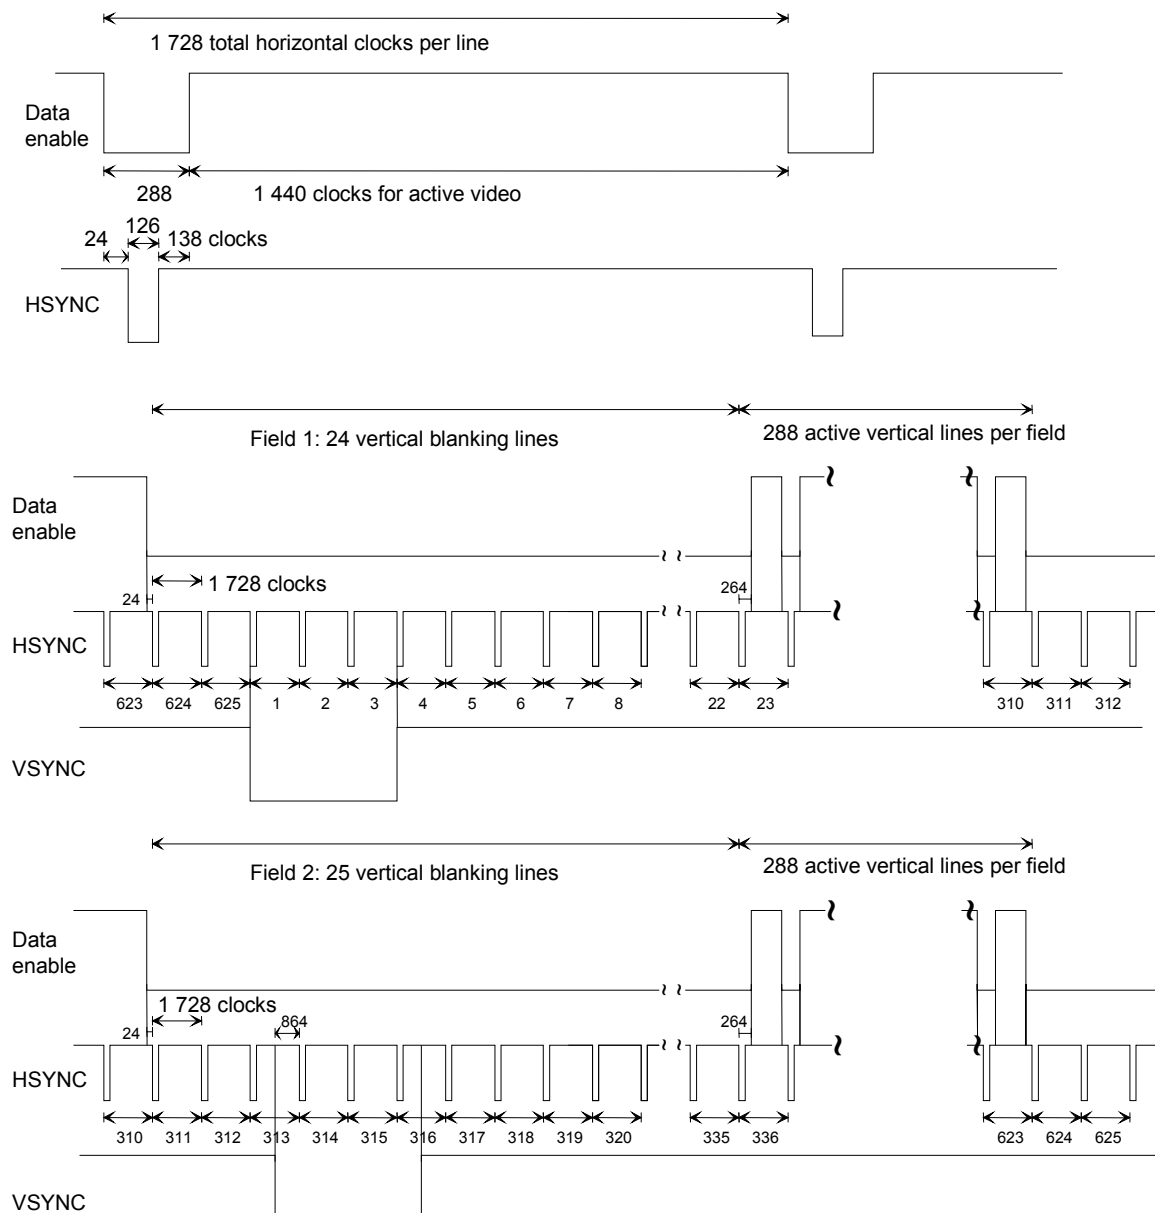 1 728 total horizontal clocks per line
Data
enable
288
1 440 clocks for active video
126
24
138 clocks
HSYNC
Field 1: 24 vertical blanking lines
288 active vertical lines per field
Data
enable
1 728 clocks
24
264
HSYNC
623 624 625 1 2 3 4 5 6 7 8 22 23 310 311 312
VSYNC
Field 2: 25 vertical blanking lines
288 active vertical lines per field
Data
enable
1 728 clocks
24
864
264
HSYNC
310 311 312 313 314 315 316 317 318 319 320 335 336 623 624 625
VSYNC